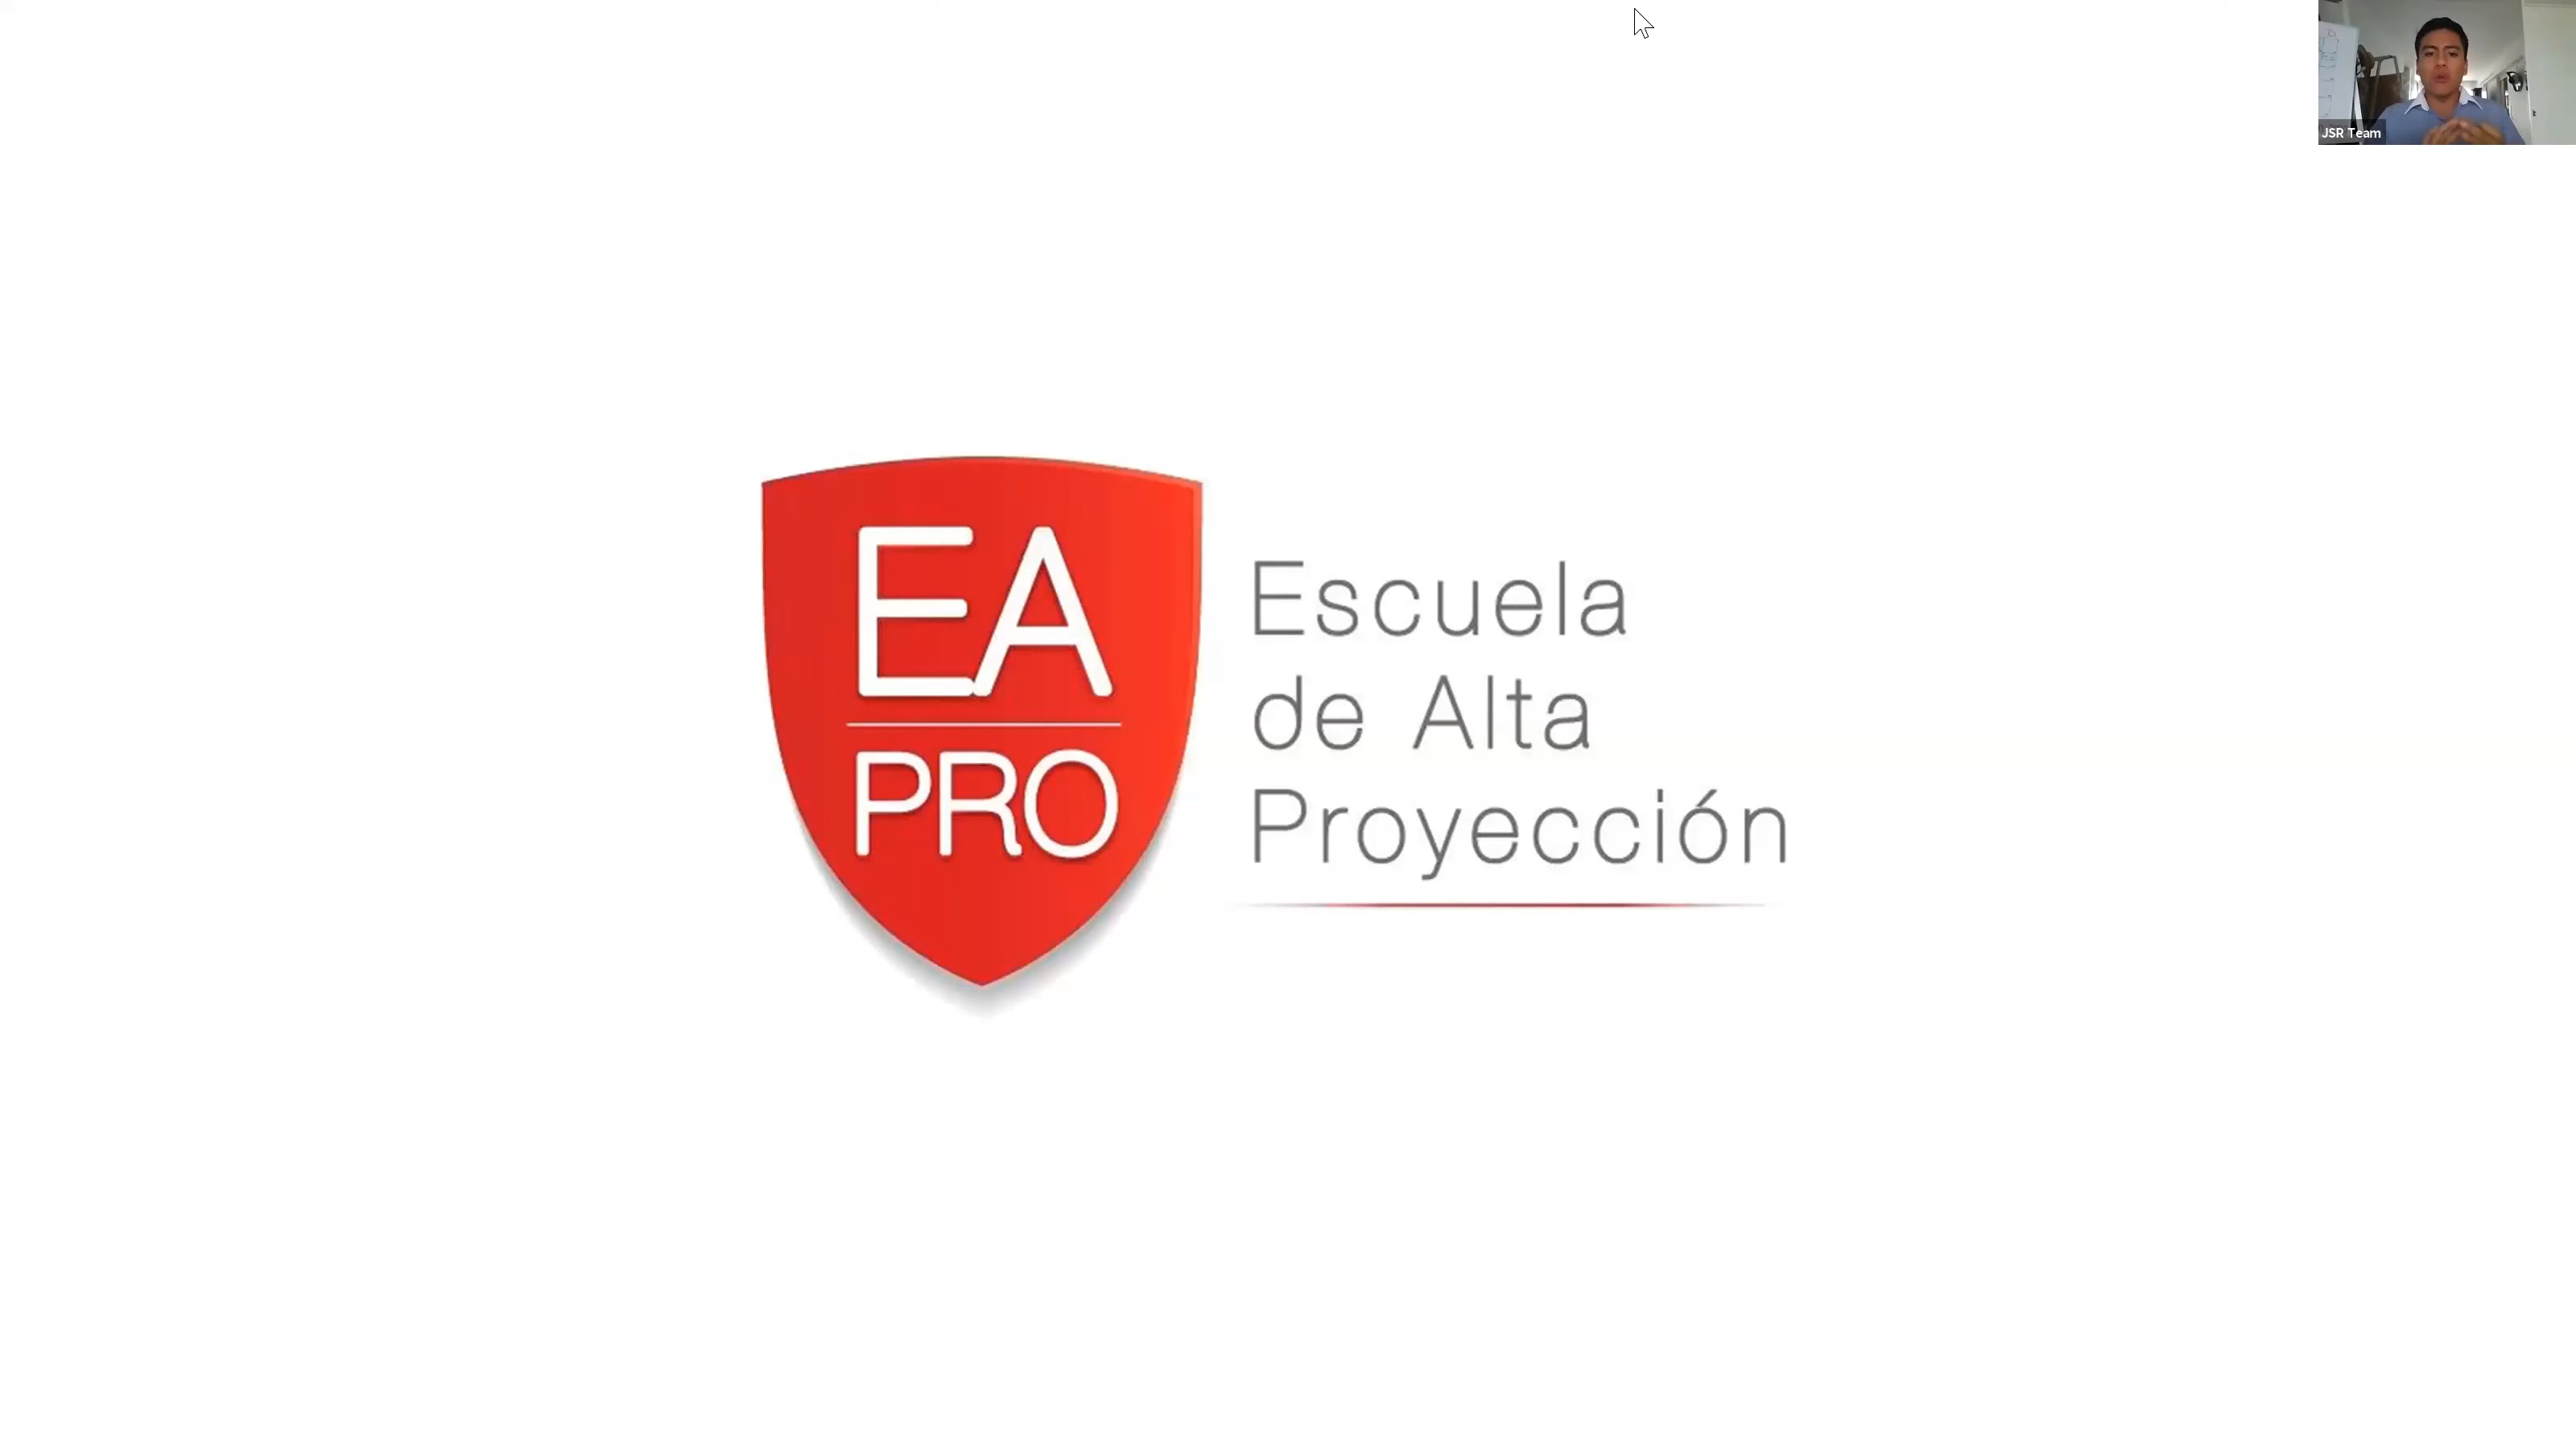 JSR Team
EA
PRO
Escuela
de Alta
Proyección